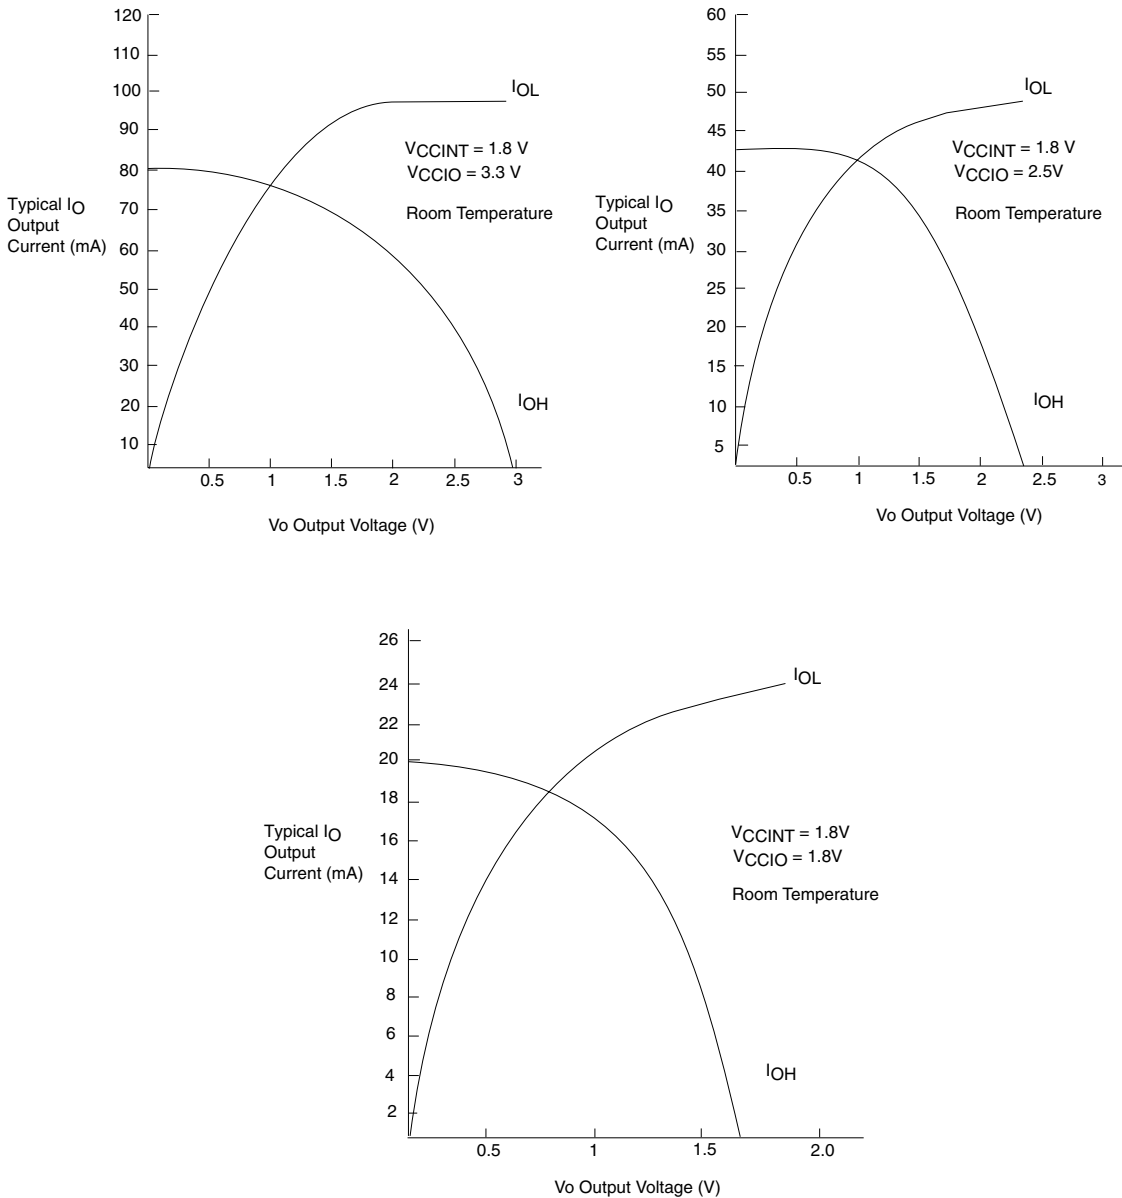 120
110
100
90
80
70
60
50
40
30
20
10
Typical IO
Output
Current (mA)
IOL
VCCINT = 1.8 V
VCCIO = 3.3 V
Room Temperature
IOH
0.5 1 1.5 2 2.5 3
Vo Output Voltage (V)
60
55
50
45
40
35
30
25
20
15
10
5
Typical IO
Output
Current (mA)
IOL
VCCINT = 1.8 V
VCCIO = 2.5V
Room Temperature
IOH
0.5 1 1.5 2 2.5 3
Vo Output Voltage (V)
26
24
22
20
18
16
14
12
10
8
6
4
2
Typical IO
Output
Current (mA)
IOL
VCCINT = 1.8V
VCCIO = 1.8V
Room Temperature
IOH
0.5 1 1.5 2.0
Vo Output Voltage (V)